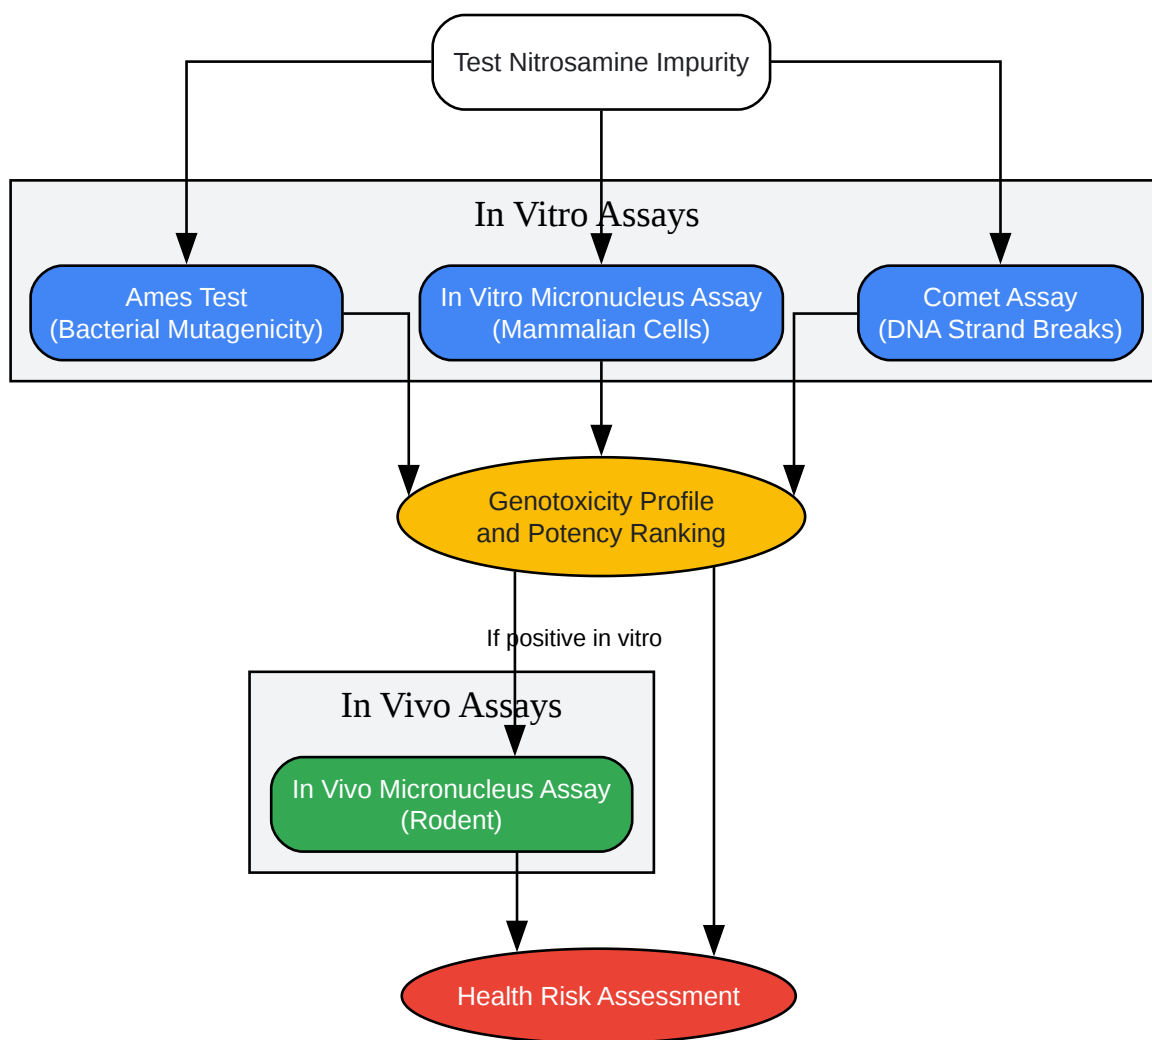 Test Nitrosamine Impurity
In Vitro Assays
Ames Test
(Bacterial Mutagenicity)
In Vitro Micronucleus Assay
(Mammalian Cells)
Comet Assay
(DNA Strand Breaks)
Genotoxicity Profile
and Potency Ranking
If positive in vitro
In Vivo Assays
In Vivo Micronucleus Assay
(Rodent)
Health Risk Assessment